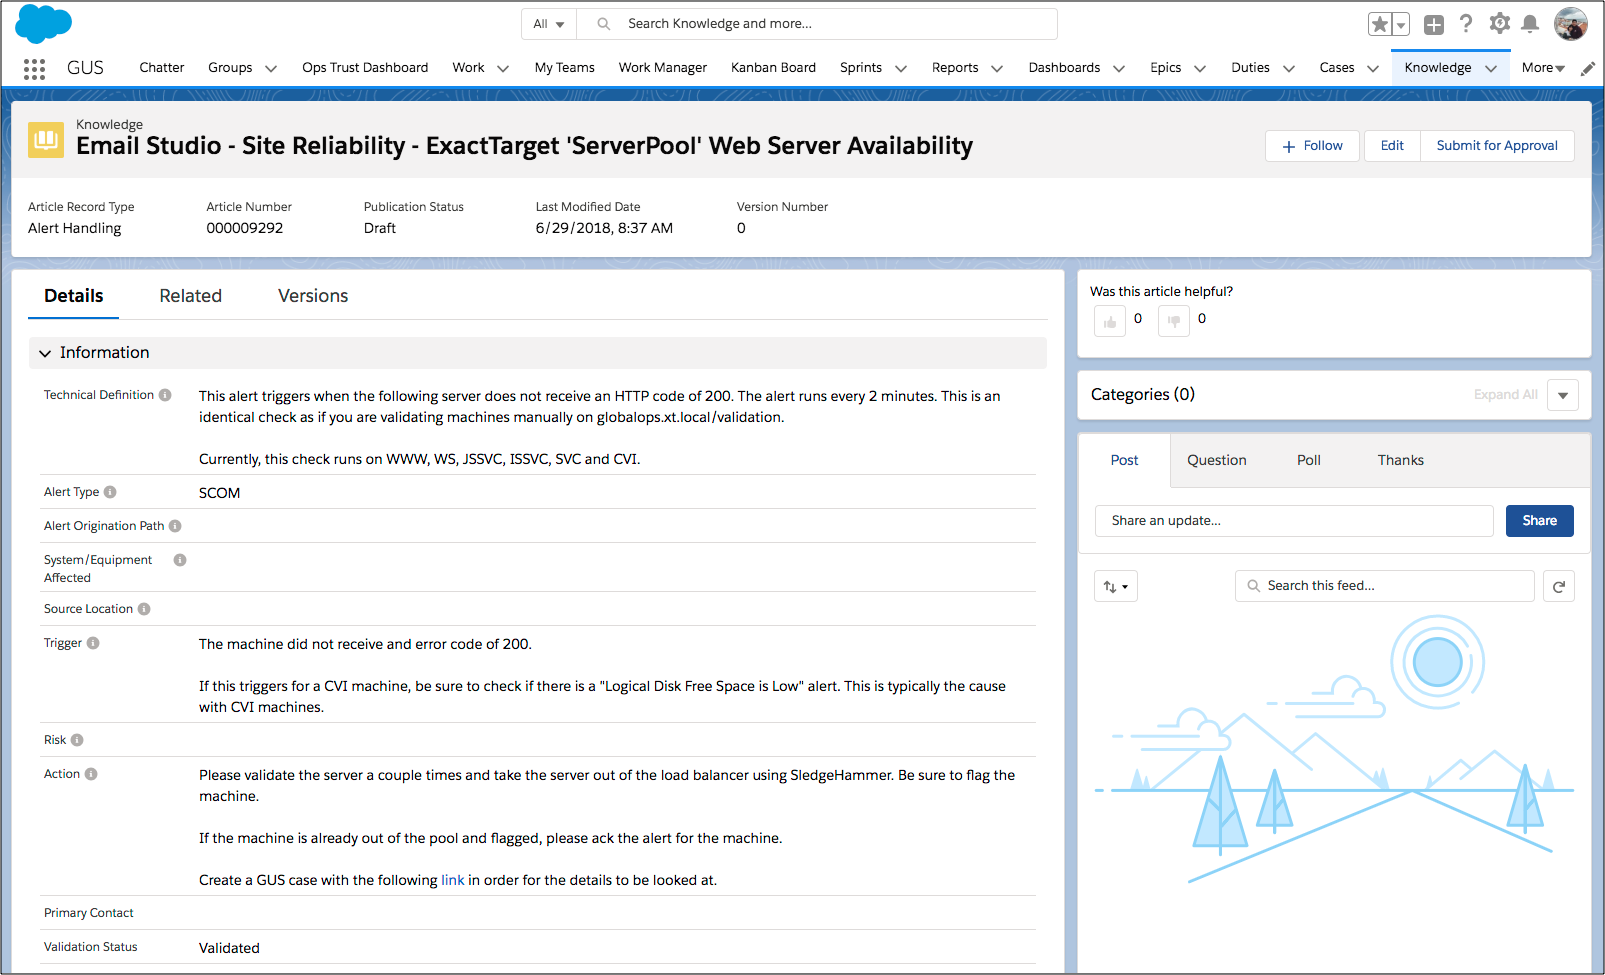 All
Search Knowledge and more...
GUS
Chatter
Groups
Ops Trust Dashboard
Work
My Teams
Work Manager
Kanban Board
Sprints
Reports
Dashboards
Epics
Duties
Cases
Knowledge
More
Knowledge
Email Studio - Site Reliability - ExactTarget 'ServerPool' Web Server Availability
+ Follow
Edit
Submit for Approval
Article Record Type
Alert Handling
Article Number
000009292
Publication Status
Draft
Last Modified Date
6/29/2018, 8:37 AM
Version Number
0
Details
Related
Versions
Information
Technical Definition
This alert triggers when the following server does not receive an HTTP code of 200. The alert runs every 2 minutes. This is an
identical check as if you are validating machines manually on globalops.xt.local/validation.
Currently, this check runs on WWW, WS, JSSVC, ISSVC, SVC and CVI.
Alert Type
SCOM
Alert Origination Path
System/Equipment
Affected
Source Location
Trigger
The machine did not receive and error code of 200.
If this triggers for a CVI machine, be sure to check if there is a "Logical Disk Free Space is Low" alert. This is typically the cause
with CVI machines.
Risk
Action
Please validate the server a couple times and take the server out of the load balancer using SledgeHammer. Be sure to flag the
machine.
If the machine is already out of the pool and flagged, please ack the alert for the machine.
Create a GUS case with the following link in order for the details to be looked at.
Primary Contact
Validation Status
Validated
Was this article helpful?
0
0
Categories (0)
Expand All
Post
Question
Poll
Thanks
Share an update...
Share
Search this feed...